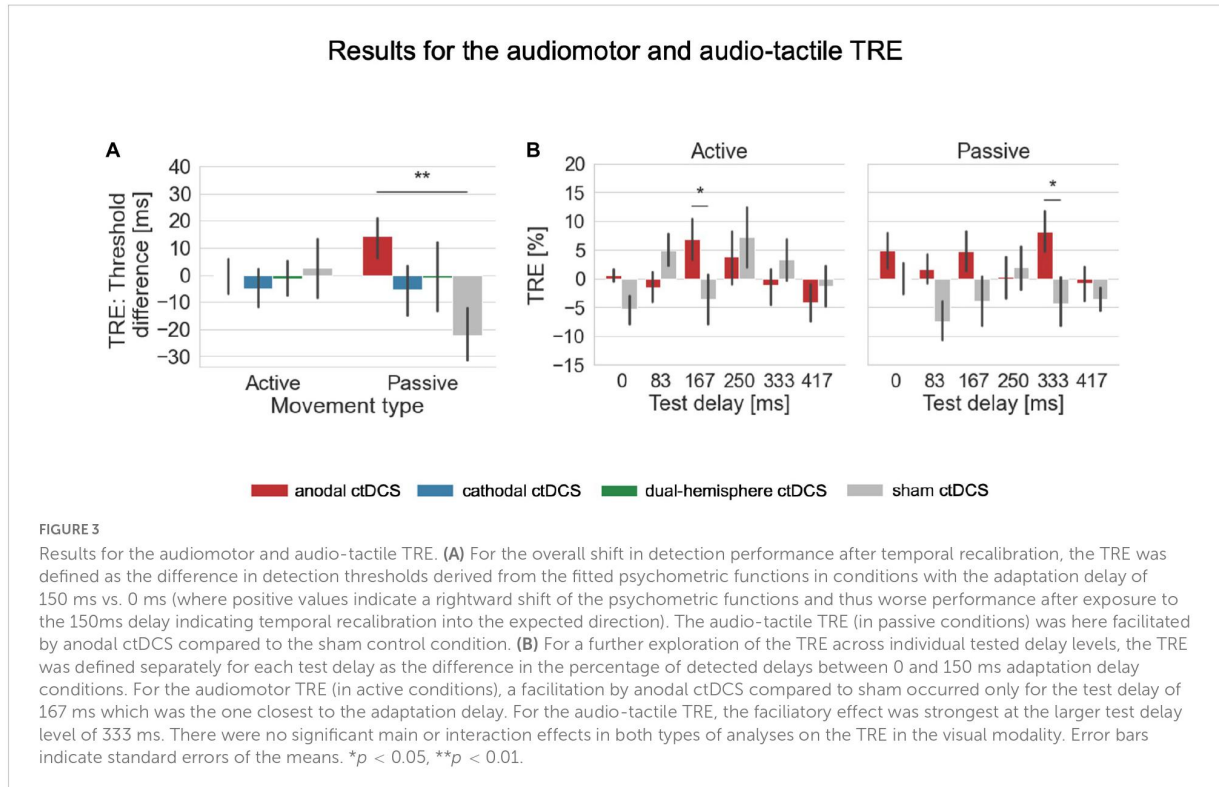 Results for the audiomotor and audio-tactile TRE
A
TRE: Threshold
difference [ms]
40
30
20
10
0
−10
−20
−30
**
Active
Passive
Movement type
B
Active
Passive
TRE [%]
20
15
10
5
0
−5
−10
−15
*
*
0 83 167 250 333 417
0 83 167 250 333 417
Test delay [ms]
Test delay [ms]
anodal ctDCS
cathodal ctDCS
dual-hemisphere ctDCS
sham ctDCS
FIGURE 3
Results for the audiomotor and audio-tactile TRE. (A) For the overall shift in detection performance after temporal recalibration, the TRE was
defined as the difference in detection thresholds derived from the fitted psychometric functions in conditions with the adaptation delay of
150 ms vs. 0 ms (where positive values indicate a rightward shift of the psychometric functions and thus worse performance after exposure to
the 150ms delay indicating temporal recalibration into the expected direction). The audio-tactile TRE (in passive conditions) was here facilitated
by anodal ctDCS compared to the sham control condition. (B) For a further exploration of the TRE across individual tested delay levels, the TRE
was defined separately for each test delay as the difference in the percentage of detected delays between 0 and 150 ms adaptation delay
conditions. For the audiomotor TRE (in active conditions), a facilitation by anodal ctDCS compared to sham occurred only for the test delay of
167 ms which was the one closest to the adaptation delay. For the audio-tactile TRE, the faciliatory effect was strongest at the larger test delay
level of 333 ms. There were no significant main or interaction effects in both types of analyses on the TRE in the visual modality. Error bars
indicate standard errors of the means. *p < 0.05, **p < 0.01.